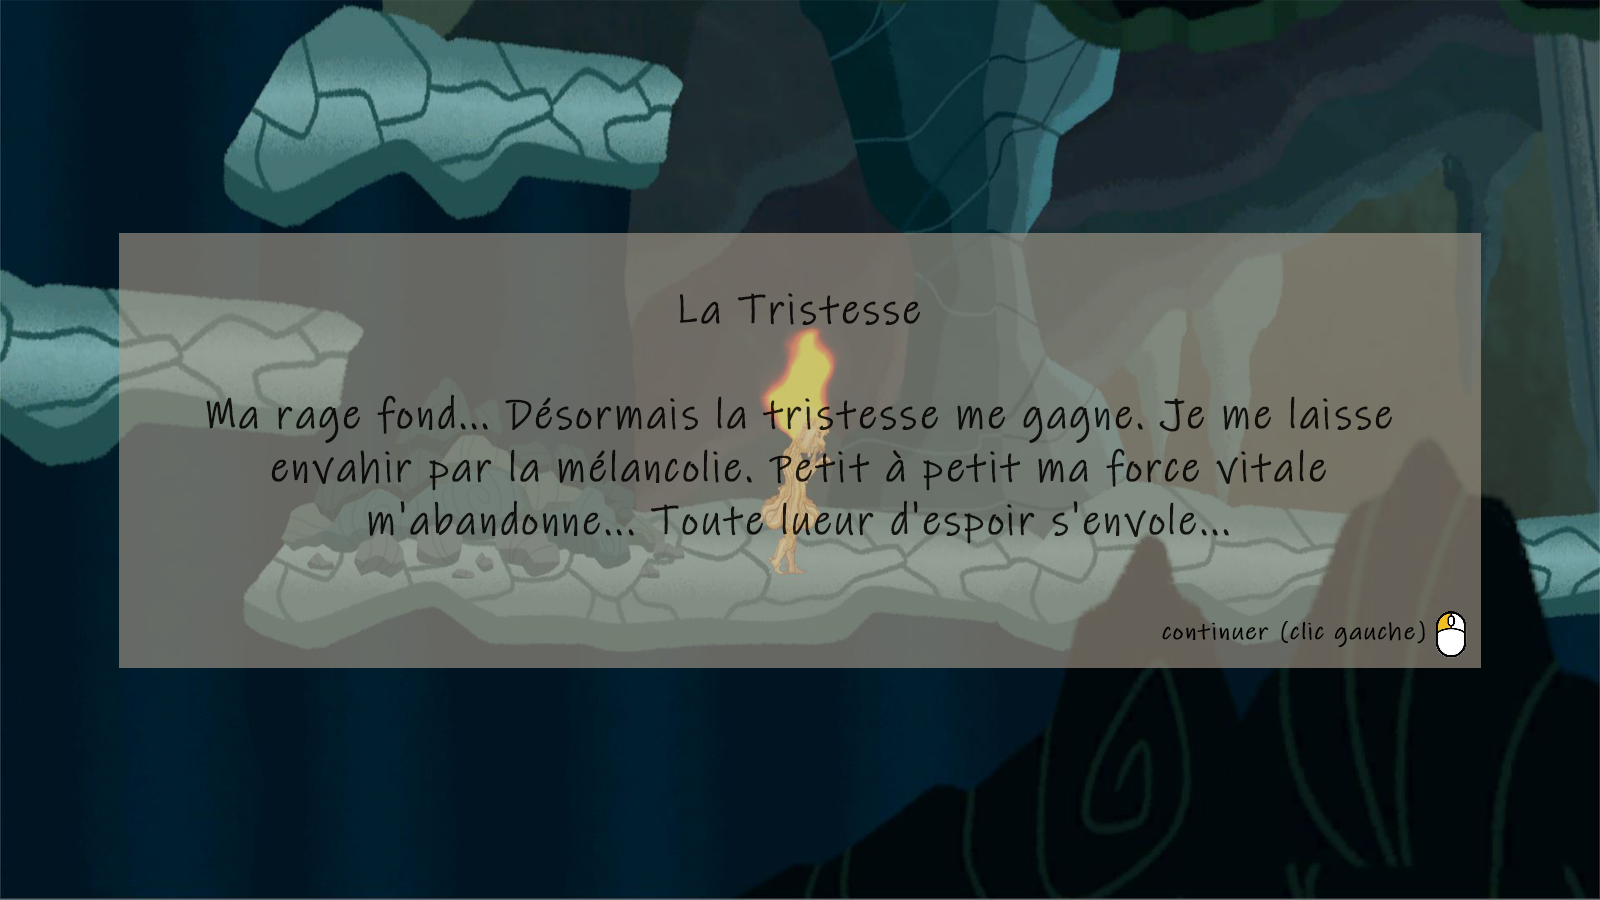 La Tristesse
Ma rage fond... Désormais la tristesse me gagne. Je me laisse
envahir par la mélancolie. Petit à petit ma force vitale
m'abandonne... Toute lueur d'espoir s'envole...
continuer (clic gauche)